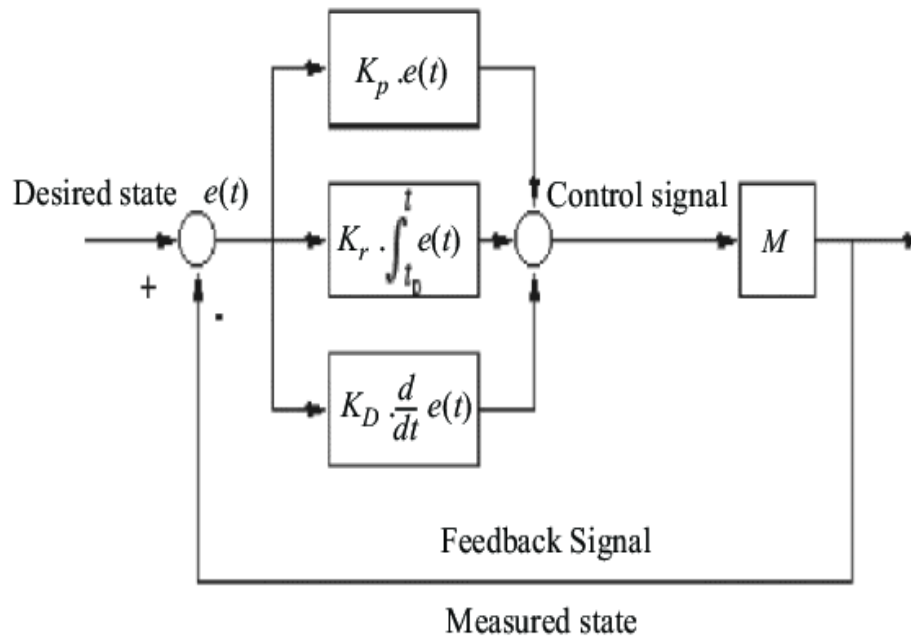 K_p .e(t)
Desired state e(t)
Control signal
K_r . ∫_{t_0}^{t} e(t)
M
+
-
K_D . d/dt e(t)
Feedback Signal
Measured state